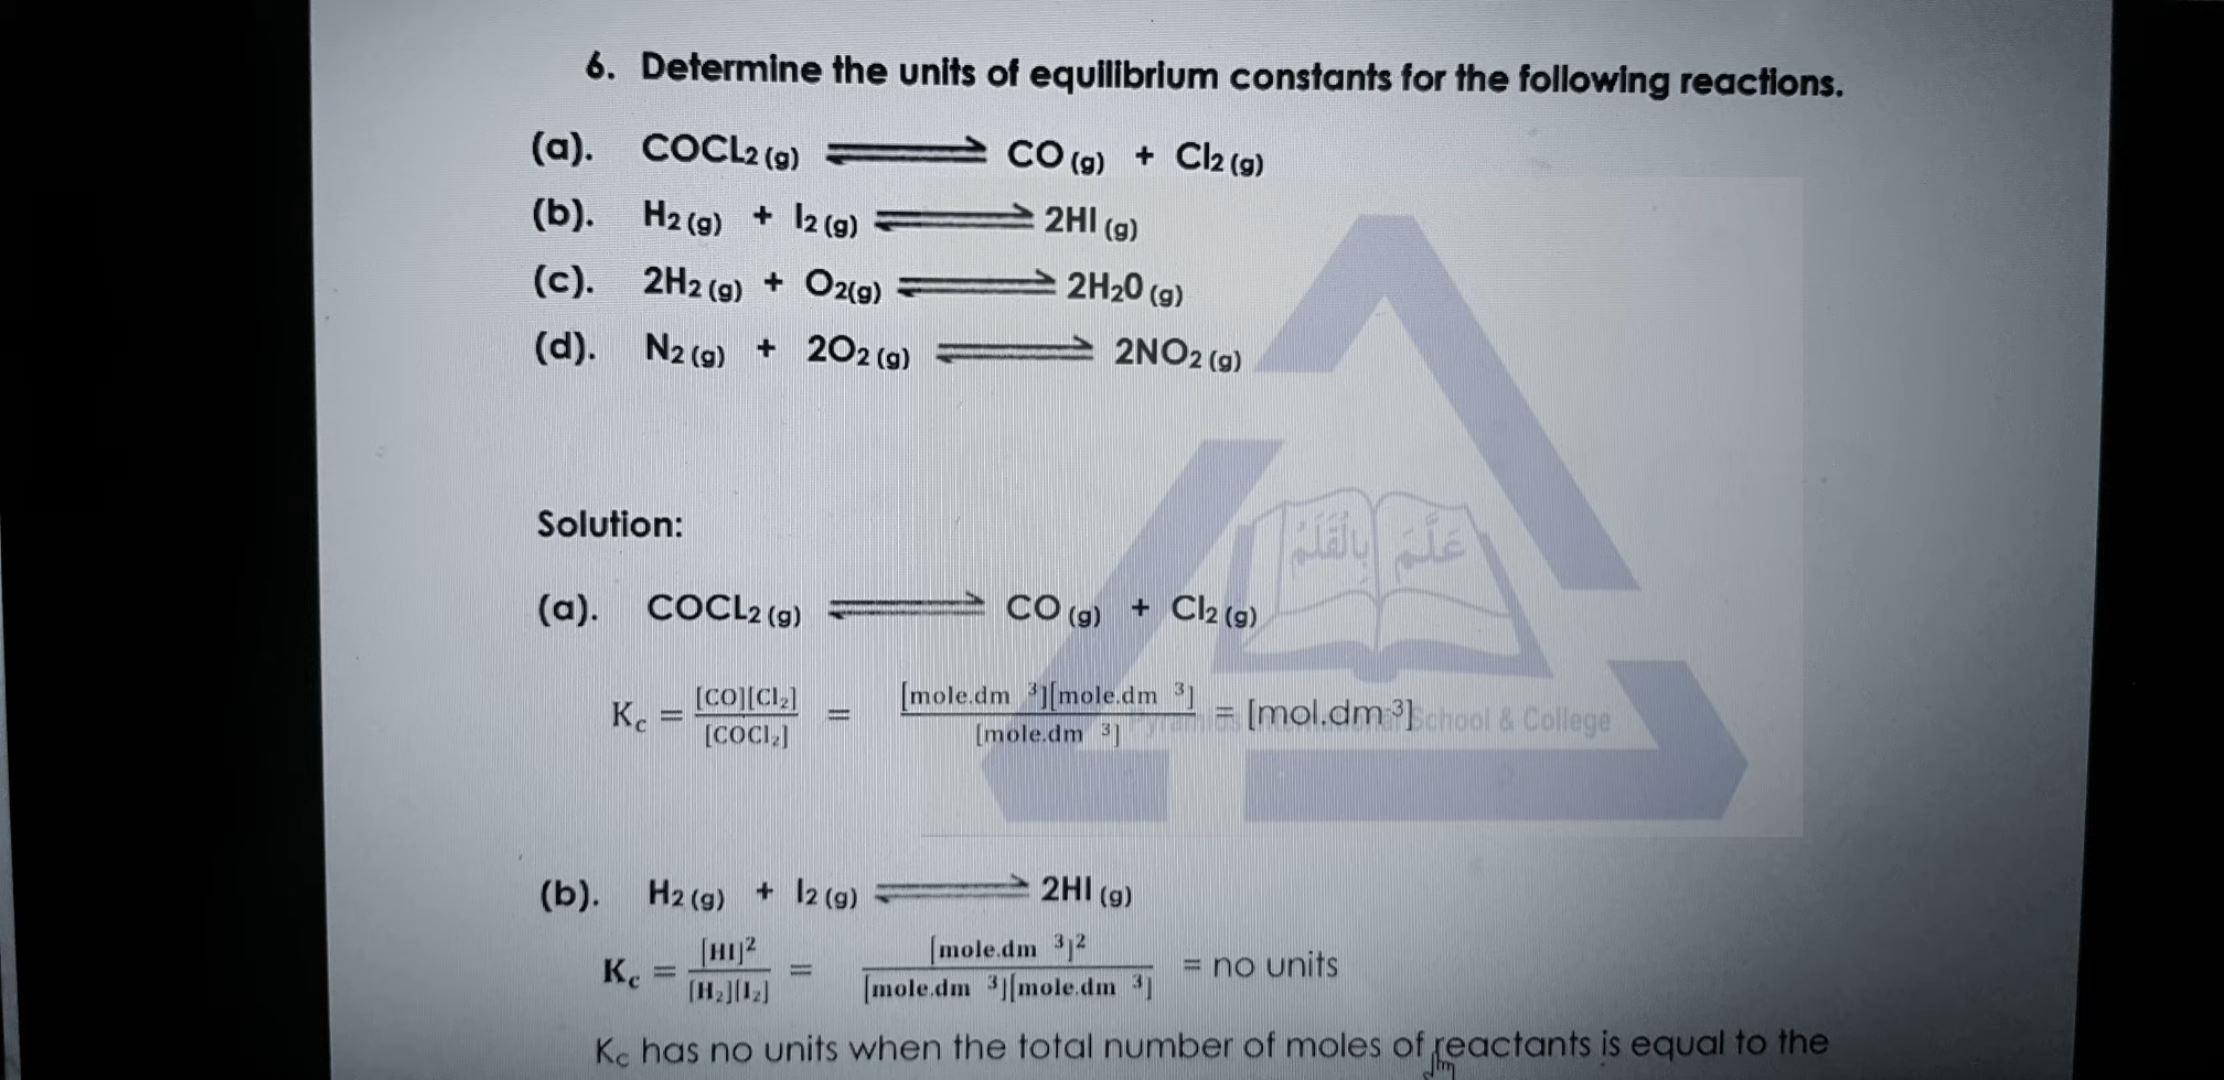 6. Determine the units of equilibrium constants for the following reactions.
(a). COCL2 (g) ⇌ CO (g) + Cl2 (g)
(b). H2 (g) + I2 (g) ⇌ 2HI (g)
(c). 2H2 (g) + O2(g) ⇌ 2H20 (g)
(d). N2 (g) + 2O2 (g) ⇌ 2NO2 (g)
عَلَّمَ بِالْقَلَمْ
Solution:
(a). COCL2 (g) ⇌ CO (g) + Cl2 (g)
Kc = [CO][Cl2] / [COCl2] = [mole.dm 3][mole.dm 3] / [mole.dm 3] = [mol.dm-3]
Pyramids International School & College
(b). H2 (g) + I2 (g) ⇌ 2HI (g)
Kc = [HI]2 / [H2][I2] = [mole.dm 3]2 / [mole.dm 3][mole.dm 3] = no units
Kc has no units when the total number of moles of reactants is equal to the